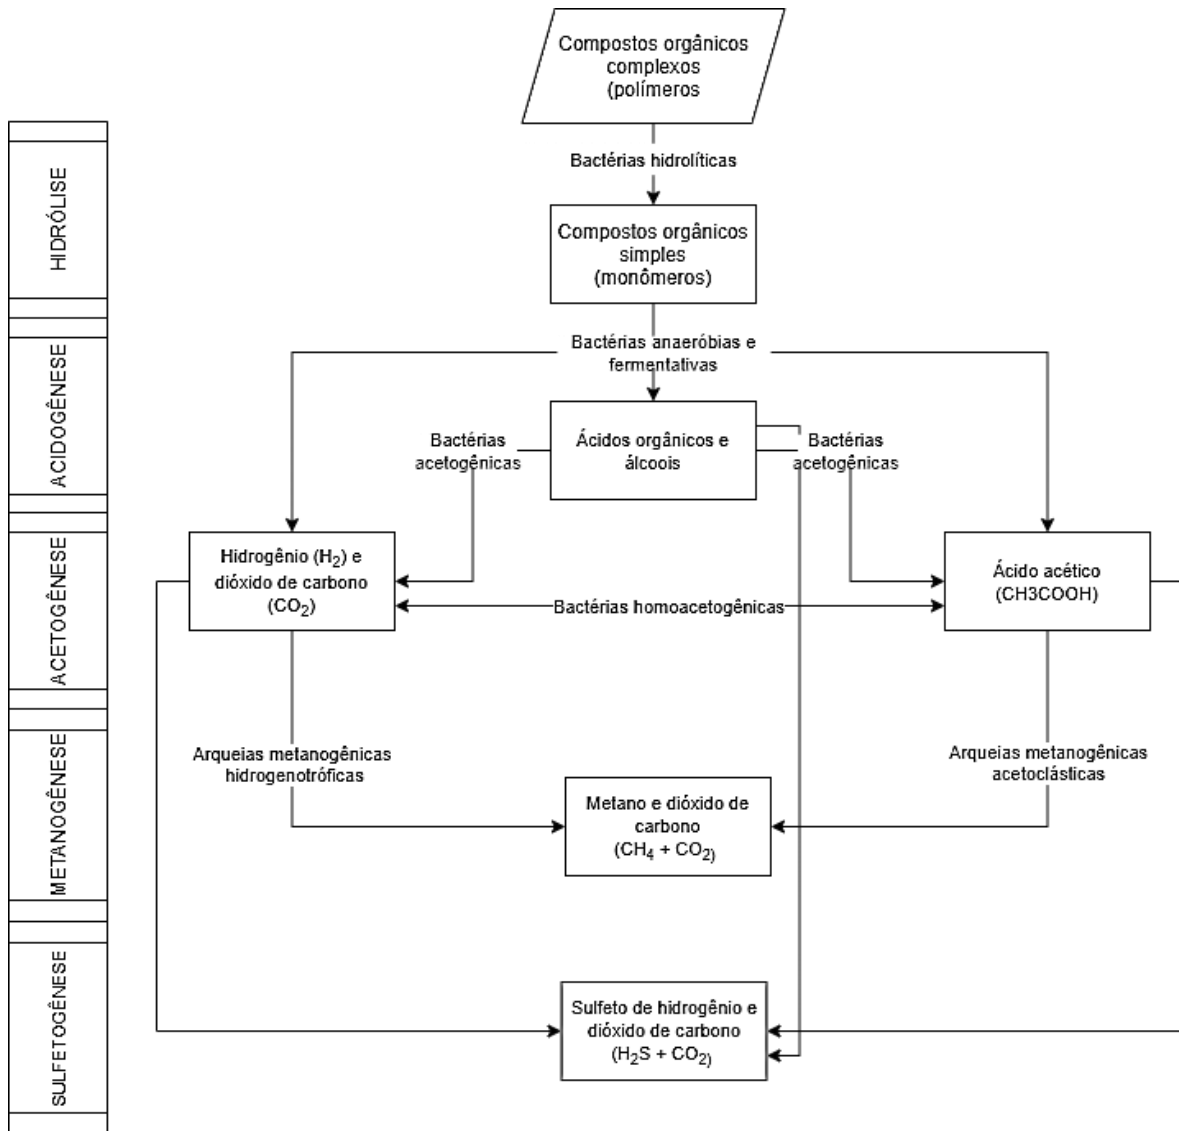 Compostos orgânicos
complexos
(polímeros
Bactérias hidrolíticas
HIDRÓLISE
Compostos orgânicos
simples
(monômeros)
Bactérias anaeróbias e
fermentativas
ACIDOGÊNESE
Bactérias
acetogênicas
Ácidos orgânicos e
álcoois
Bactérias
acetogênicas
ACETOGÊNESE
Hidrogênio (H₂) e
dióxido de carbono
(CO₂)
Bactérias homoacetogênicas
Ácido acético
(CH3COOH)
METANOGÊNESE
Arqueias metanogênicas
hidrogenotróficas
Arqueias metanogênicas
acetoclásticas
Metano e dióxido de
carbono
(CH₄ + CO₂)
SULFETOGÊNESE
Sulfeto de hidrogênio e
dióxido de carbono
(H₂S + CO₂)